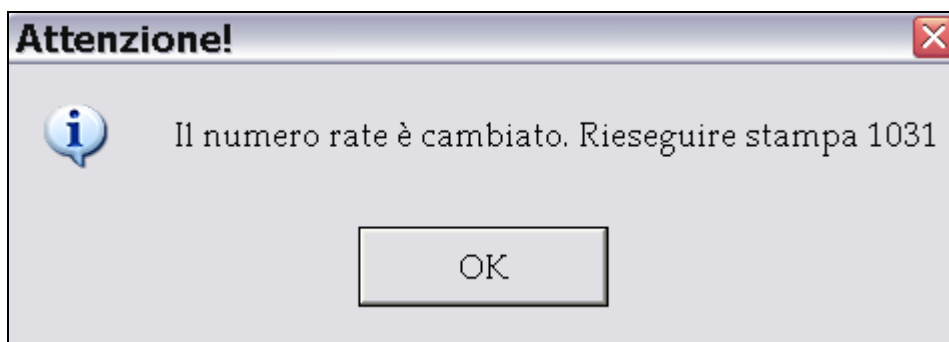 Attenzione!
Il numero rate è cambiato. Rieseguire stampa 1031
OK